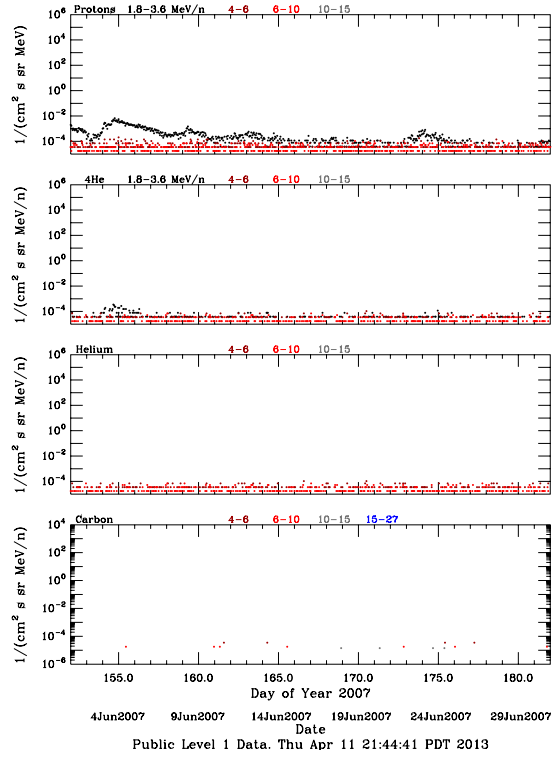 Protons 1.8-3.6 MeV/n 4-6 6-10 10-15
10⁶
10⁴
10²
10⁰
10⁻²
10⁻⁴
1/(cm² s sr MeV)
4He 1.8-3.6 MeV/n 4-6 6-10 10-15
10⁶
10⁴
10²
10⁰
10⁻²
10⁻⁴
1/(cm² s sr MeV/n)
Helium 4-6 6-10 10-15
10⁶
10⁴
10²
10⁰
10⁻²
10⁻⁴
1/(cm² s sr MeV/n)
Carbon 4-6 6-10 10-15 15-27
10⁴
10²
10⁰
10⁻²
10⁻⁴
10⁻⁶
1/(cm² s sr MeV/n)
155.0 160.0 165.0 170.0 175.0 180.0
Day of Year 2007
4Jun2007 9Jun2007 14Jun2007 19Jun2007 24Jun2007 29Jun2007
Date
Public Level 1 Data. Thu Apr 11 21:44:41 PDT 2013